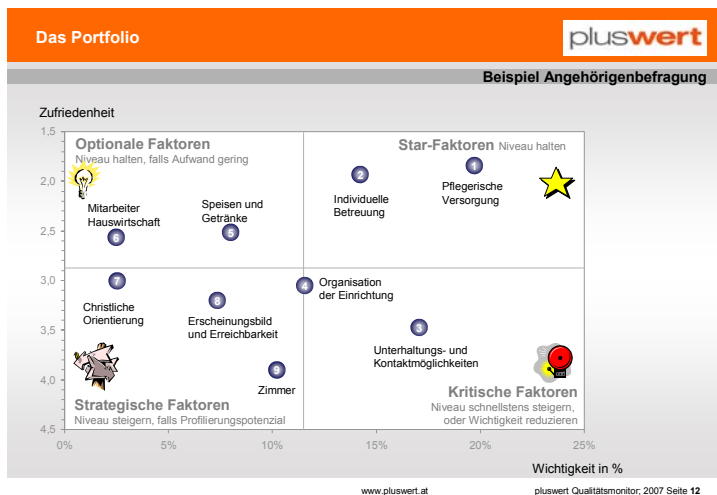 Das Portfolio
pluswert
Beispiel Angehörigenbefragung
Zufriedenheit
1,5
2,0
2,5
3,0
3,5
4,0
4,5
Optionale Faktoren
Niveau halten, falls Aufwand gering
Star-Faktoren Niveau halten
1
Pflegerische
Versorgung
2
Individuelle
Betreuung
Speisen und
Getränke
5
Mitarbeiter
Hauswirtschaft
6
7
Christliche
Orientierung
8
Erscheinungsbild
und Erreichbarkeit
4
Organisation
der Einrichtung
3
Unterhaltungs- und
Kontaktmöglichkeiten
9
Zimmer
Strategische Faktoren
Niveau steigern, falls Profilierungspotenzial
Kritische Faktoren
Niveau schnellstens steigern,
oder Wichtigkeit reduzieren
0%
5%
10%
15%
20%
25%
Wichtigkeit in %
www.pluswert.at
pluswert Qualitätsmonitor; 2007 Seite 12